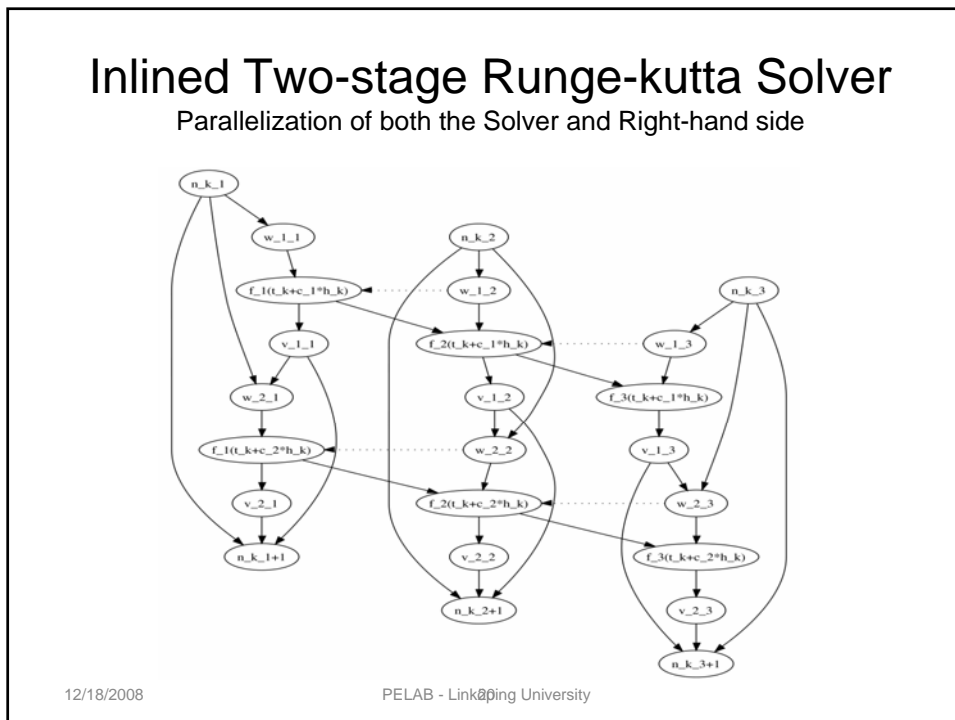 Inlined Two-stage Runge-kutta Solver
Parallelization of both the Solver and Right-hand side
n_k_1
w_1_1
n_k_2
f_1(t_k+c_1*h_k)
w_1_2
n_k_3
v_1_1
f_2(t_k+c_1*h_k)
w_1_3
w_2_1
v_1_2
f_3(t_k+c_1*h_k)
f_1(t_k+c_2*h_k)
w_2_2
v_1_3
v_2_1
f_2(t_k+c_2*h_k)
w_2_3
n_k_1+1
v_2_2
f_3(t_k+c_2*h_k)
n_k_2+1
v_2_3
n_k_3+1
12/18/2008
PELAB - Linköping University
20